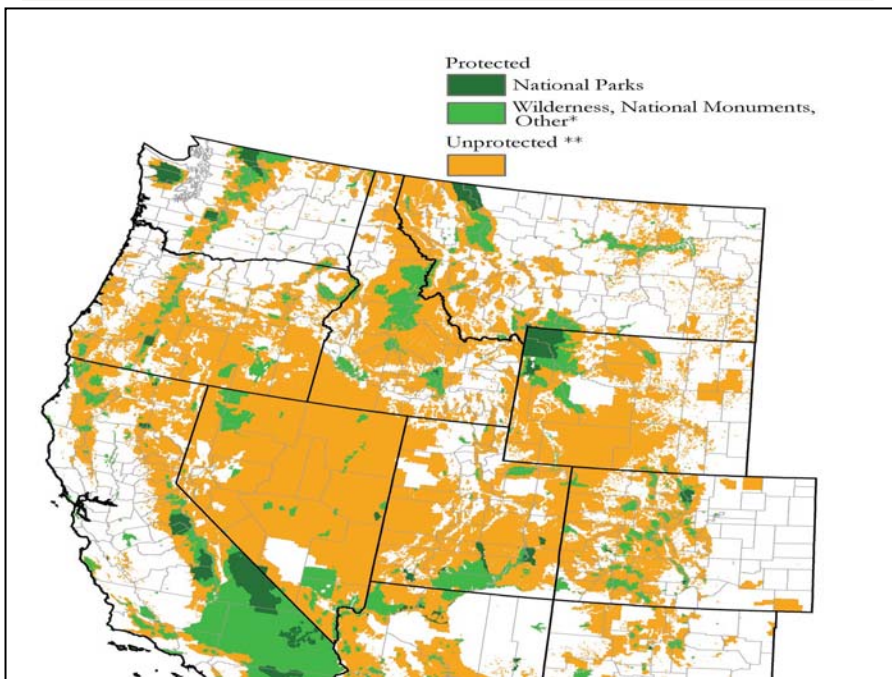 Protected
National Parks
Wilderness, National Monuments,
Other*
Unprotected **